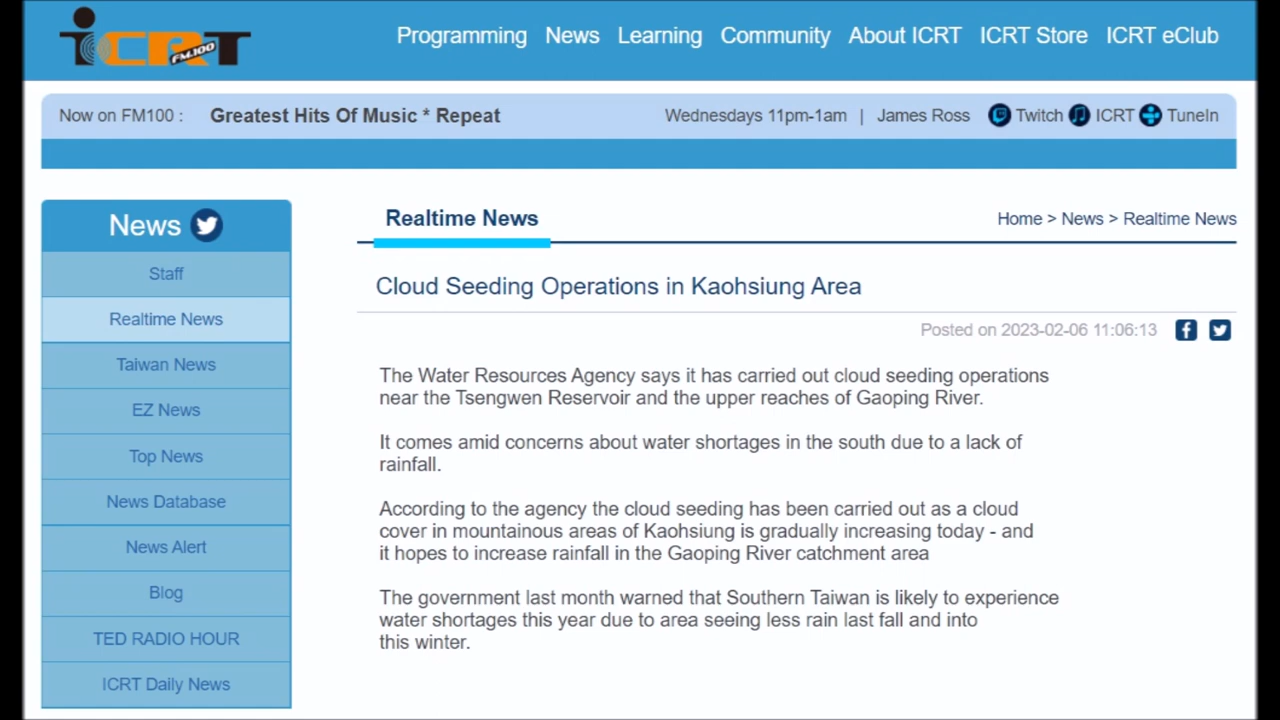 iCRT FM100
Programming News Learning Community About ICRT ICRT Store ICRT eClub
Now on FM100 : Greatest Hits Of Music * Repeat Wednesdays 11pm-1am | James Ross Twitch ICRT TuneIn
News
Staff
Realtime News
Taiwan News
EZ News
Top News
News Database
News Alert
Blog
TED RADIO HOUR
ICRT Daily News
Realtime News
Home > News > Realtime News
Cloud Seeding Operations in Kaohsiung Area
Posted on 2023-02-06 11:06:13
The Water Resources Agency says it has carried out cloud seeding operations
near the Tsengwen Reservoir and the upper reaches of Gaoping River.
It comes amid concerns about water shortages in the south due to a lack of
rainfall.
According to the agency the cloud seeding has been carried out as a cloud
cover in mountainous areas of Kaohsiung is gradually increasing today - and
it hopes to increase rainfall in the Gaoping River catchment area
The government last month warned that Southern Taiwan is likely to experience
water shortages this year due to area seeing less rain last fall and into
this winter.